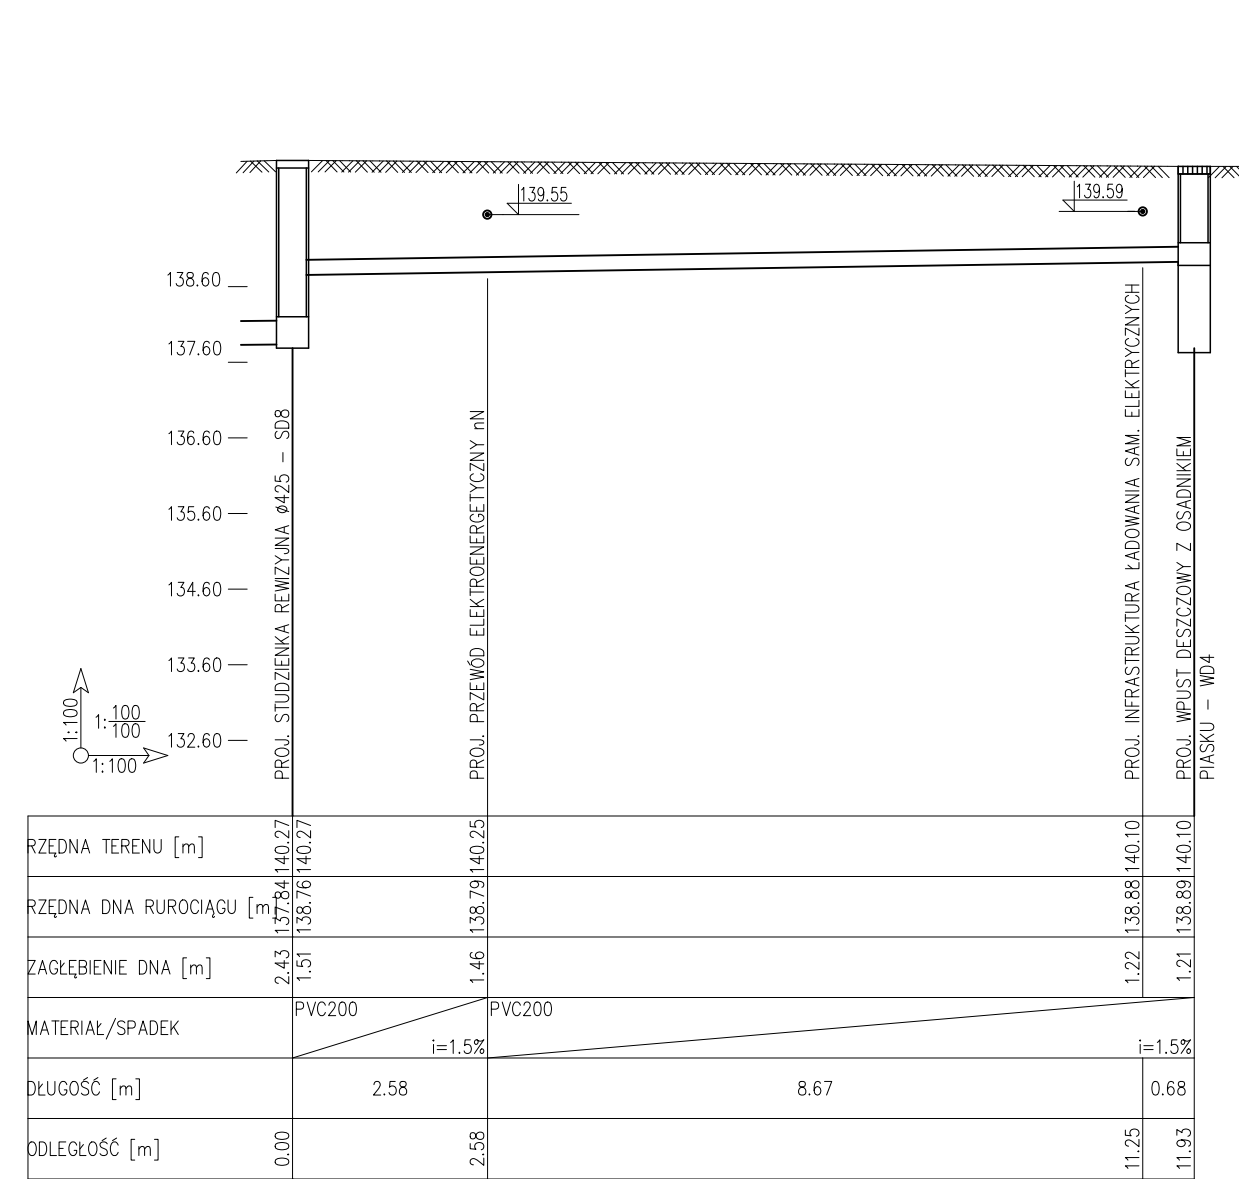 139.55
139.59
138.60
137.60
136.60
135.60
134.60
133.60
132.60
1:100
1:100/100
1:100
PROJ. STUDZIENKA REWIZYJNA ø425 – SD8
PROJ. PRZEWÓD ELEKTROENERGETYCZNY nN
PROJ. INFRASTRUKTURA ŁADOWANIA SAM. ELEKTRYCZNYCH
PROJ. WPUST DESZCZOWY Z OSADNIKIEM
PIASKU – WD4
RZĘDNA TERENU [m] 140.27 140.27 140.25 140.10 140.10
RZĘDNA DNA RUROCIĄGU [m] 137.84 138.76 138.79 138.88 138.89
ZAGŁĘBIENIE DNA [m] 2.43 1.51 1.46 1.22 1.21
MATERIAŁ/SPADEK PVC200 i=1.5% PVC200 i=1.5%
DŁUGOŚĆ [m] 2.58 8.67 0.68
ODLEGŁOŚĆ [m] 0.00 2.58 11.25 11.93